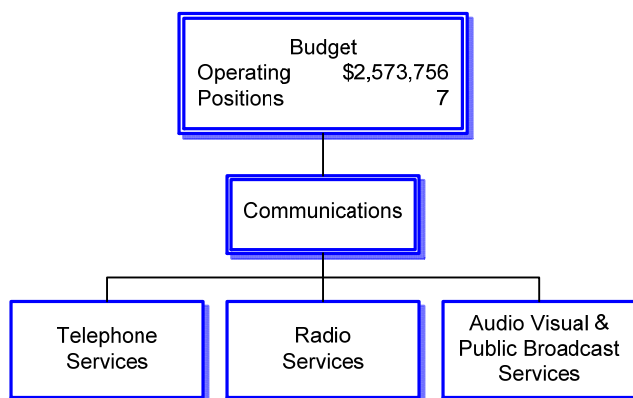 Budget
Operating $2,573,756
Positions 7
Communications
Telephone
Services
Radio
Services
Audio Visual &
Public Broadcast
Services